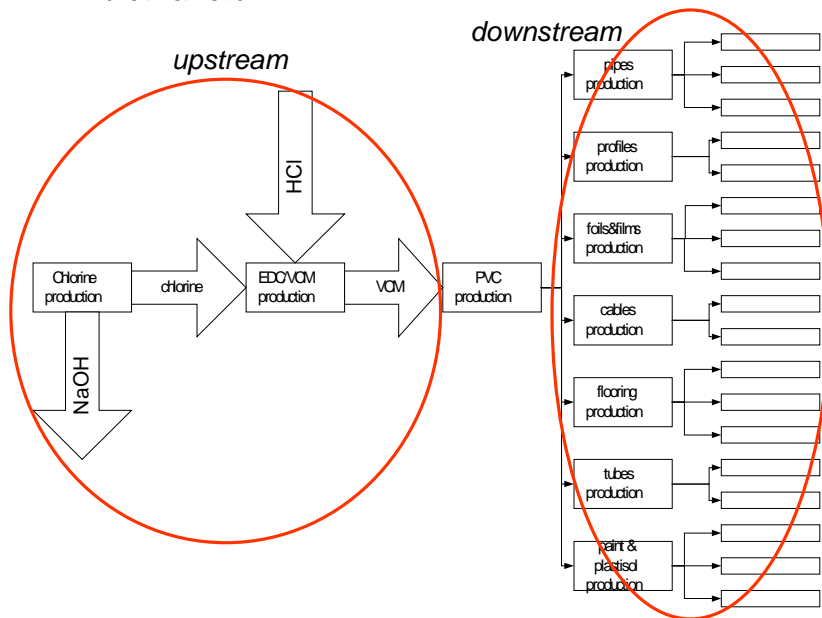 downstream
upstream
pipes
production
HCl
profiles
production
foils&films
production
Chlorine
production
chlorine
EDC/VCM
production
VCM
PVC
production
cables
production
NaOH
flooring
production
tubes
production
paint &
plastisol
production